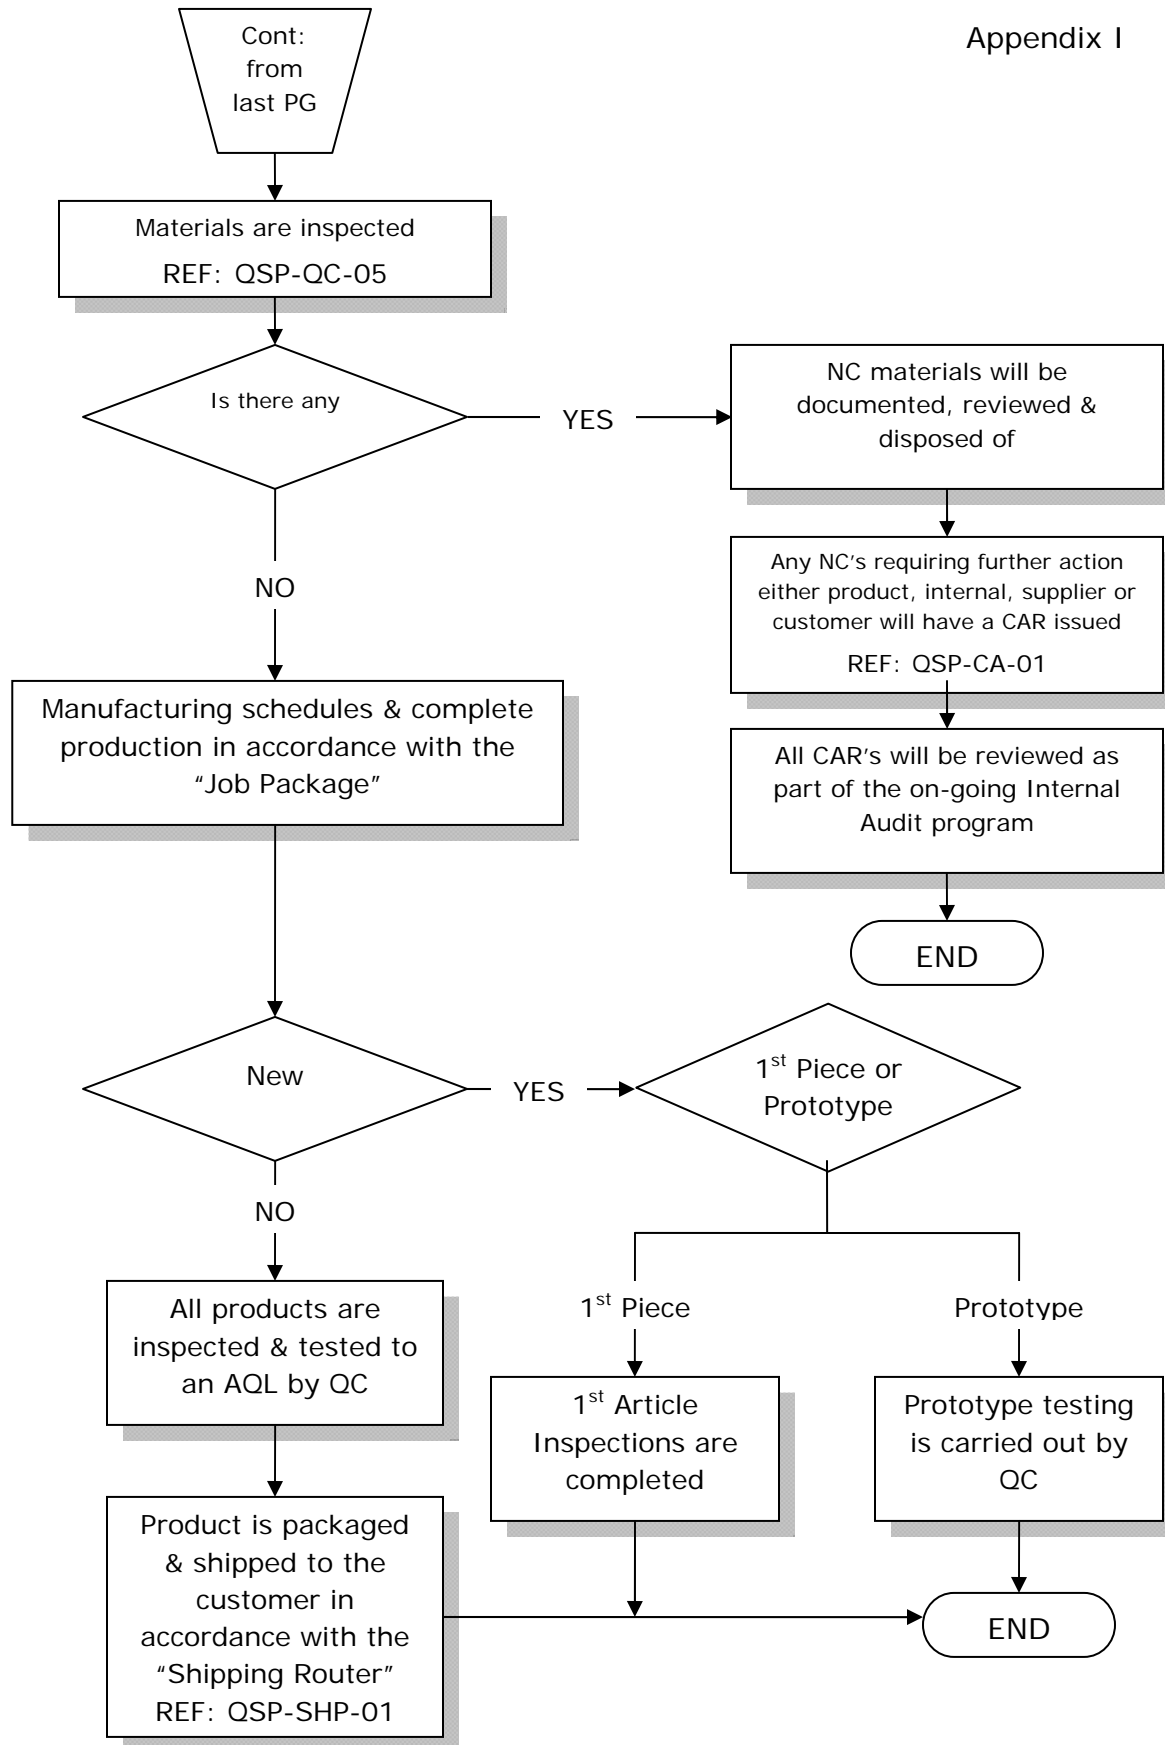 Appendix I
Cont:
from
last PG
Materials are inspected
REF: QSP-QC-05
Is there any
YES
NC materials will be
documented, reviewed &
disposed of
NO
Any NC's requiring further action
either product, internal, supplier or
customer will have a CAR issued
REF: QSP-CA-01
Manufacturing schedules & complete
production in accordance with the
“Job Package”
All CAR's will be reviewed as
part of the on-going Internal
Audit program
END
New
YES
1st Piece or
Prototype
NO
1st Piece
Prototype
All products are
inspected & tested to
an AQL by QC
1st Article
Inspections are
completed
Prototype testing
is carried out by
QC
Product is packaged
& shipped to the
customer in
accordance with the
“Shipping Router”
REF: QSP-SHP-01
END